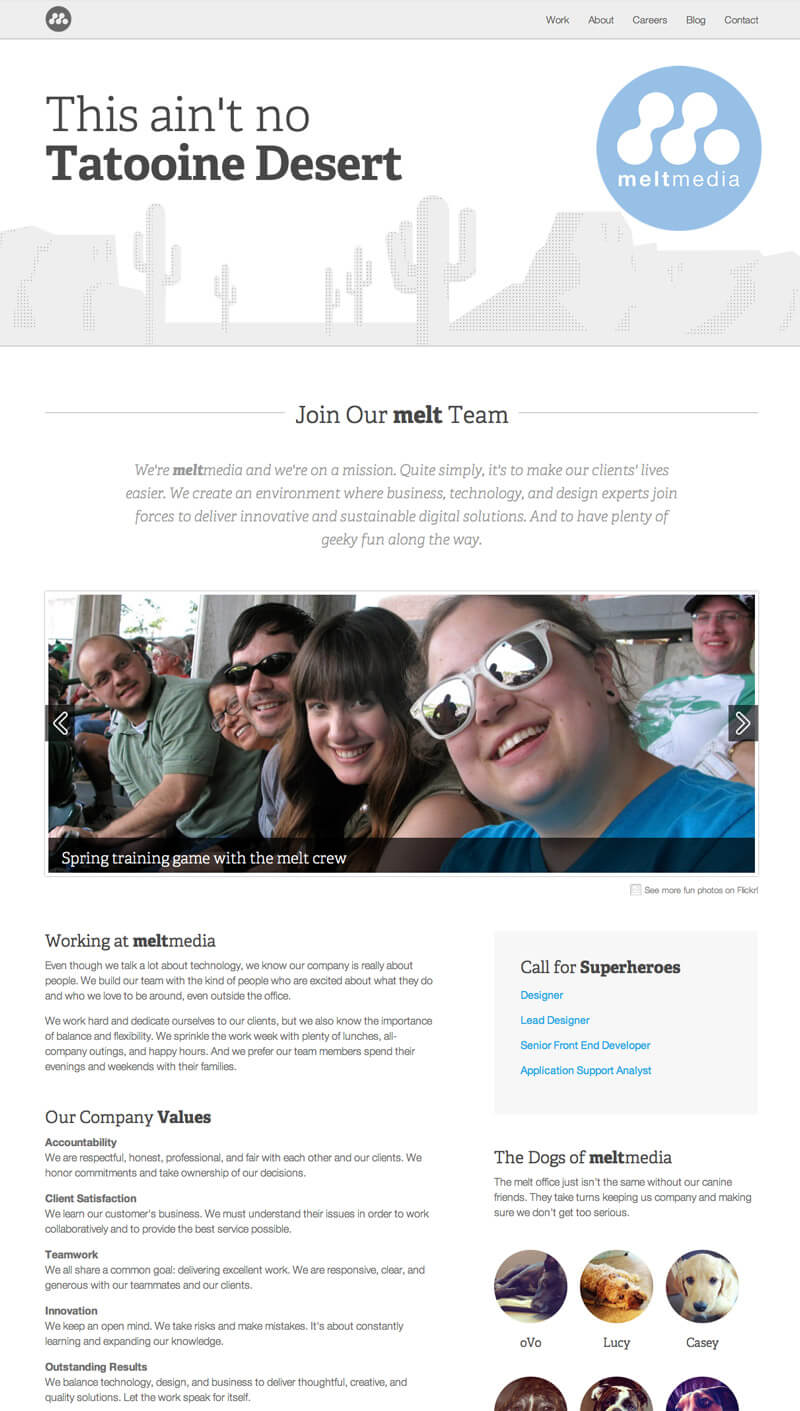 Work About Careers Blog Contact
This ain't no
Tatooine Desert
meltmedia
Join Our melt Team
We're meltmedia and we're on a mission. Quite simply, it's to make our clients' lives
easier. We create an environment where business, technology, and design experts join
forces to deliver innovative and sustainable digital solutions. And to have plenty of
geeky fun along the way.
Spring training game with the melt crew
See more fun photos on Flickr!
Working at meltmedia
Even though we talk a lot about technology, we know our company is really about
people. We build our team with the kind of people who are excited about what they do
and who we love to be around, even outside the office.
We work hard and dedicate ourselves to our clients, but we also know the importance
of balance and flexibility. We sprinkle the work week with plenty of lunches, all-
company outings, and happy hours. And we prefer our team members spend their
evenings and weekends with their families.
Our Company Values
Accountability
We are respectful, honest, professional, and fair with each other and our clients. We
honor commitments and take ownership of our decisions.
Client Satisfaction
We learn our customer's business. We must understand their issues in order to work
collaboratively and to provide the best service possible.
Teamwork
We all share a common goal: delivering excellent work. We are responsive, clear, and
generous with our teammates and our clients.
Innovation
We keep an open mind. We take risks and make mistakes. It's about constantly
learning and expanding our knowledge.
Outstanding Results
We balance technology, design, and business to deliver thoughtful, creative, and
quality solutions. Let the work speak for itself.
Call for Superheroes
Designer
Lead Designer
Senior Front End Developer
Application Support Analyst
The Dogs of meltmedia
The melt office just isn't the same without our canine
friends. They take turns keeping us company and making
sure we don't get too serious.
oVo Lucy Casey